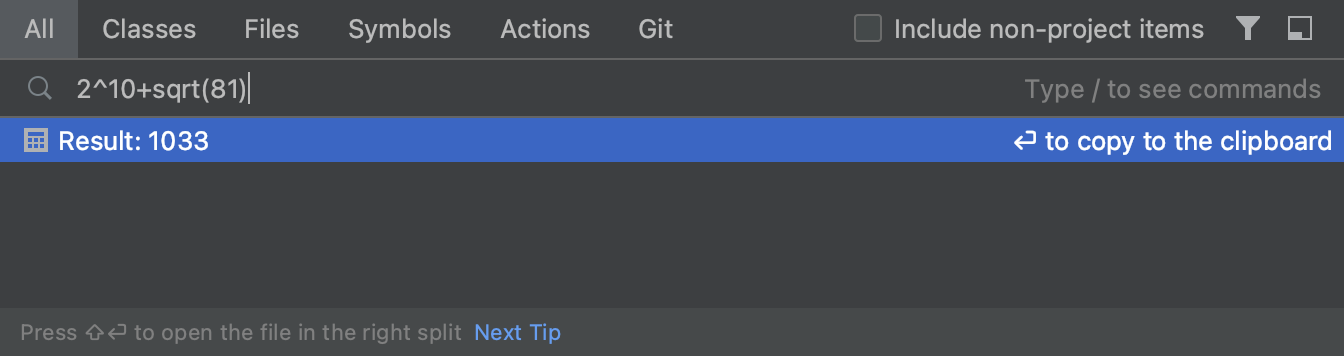 All Classes Files Symbols Actions Git Include non-project items
2^10+sqrt(81) Type / to see commands
Result: 1033 ↵ to copy to the clipboard
Press ⇧↵ to open the file in the right split Next Tip